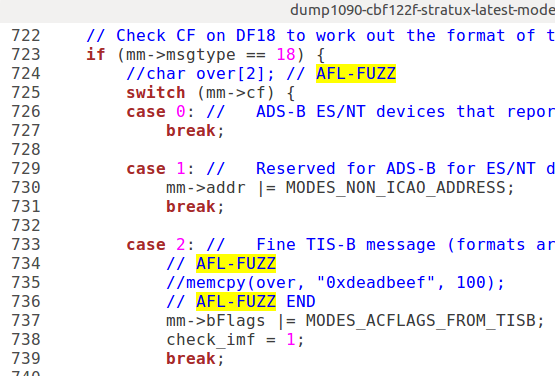 dump1090-cbf122f-stratux-latest-mode
722 // Check CF on DF18 to work out the format of t
723 if (mm->msgtype == 18) {
724 //char over[2]; // AFL-FUZZ
725 switch (mm->cf) {
726 case 0: // ADS-B ES/NT devices that repor
727 break;
728
729 case 1: // Reserved for ADS-B for ES/NT d
730 mm->addr |= MODES_NON_ICAO_ADDRESS;
731 break;
732
733 case 2: // Fine TIS-B message (formats ar
734 // AFL-FUZZ
735 //memcpy(over, "0xdeadbeef", 100);
736 // AFL-FUZZ END
737 mm->bFlags |= MODES_ACFLAGS_FROM_TISB;
738 check_imf = 1;
739 break;
740